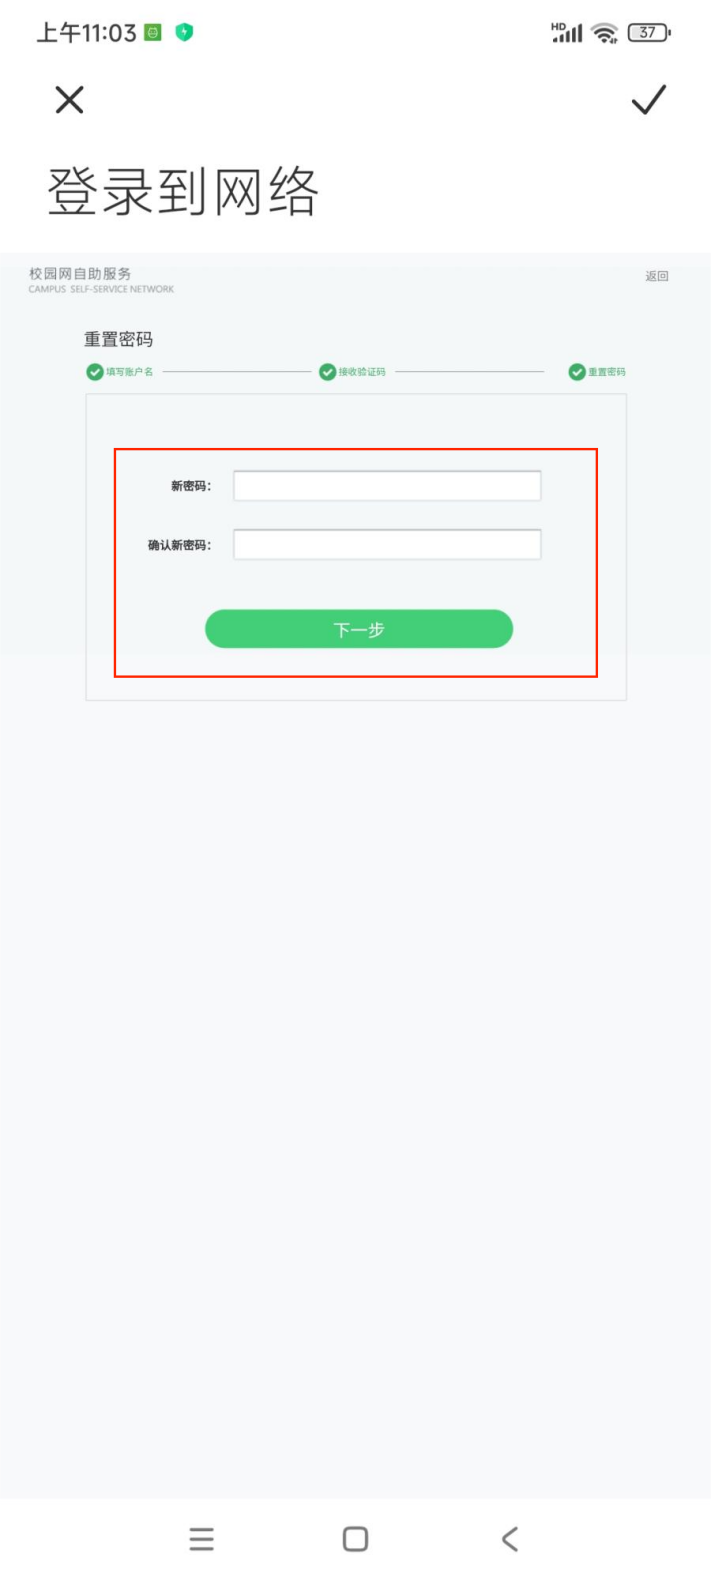 上午11:03
HD
37
登录到网络
校园网自助服务
返回
CAMPUS SELF-SERVICE NETWORK
重置密码
填写账户名 接收验证码 重置密码
新密码：
确认新密码：
下一步